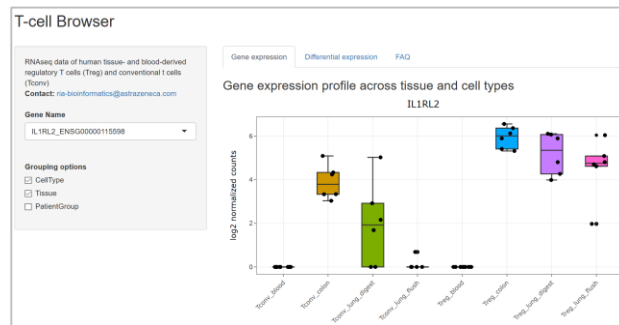 T-cell Browser
RNAseq data of human tissue- and blood-derived
regulatory T cells (Treg) and conventional t cells
(Tconv)
Contact: ria-bioinformatics@astrazeneca.com
Gene Name
IL1RL2_ENSG00000115598
Grouping options
CellType
Tissue
PatientGroup
Gene expression
Differential expression
FAQ
Gene expression profile across tissue and cell types
IL1RL2
log2 normalized counts
6
4
2
0
Tconv_blood
Tconv_colon
Tconv_lung_digest
Tconv_lung_flush
Treg_blood
Treg_colon
Treg_lung_digest
Treg_lung_flush